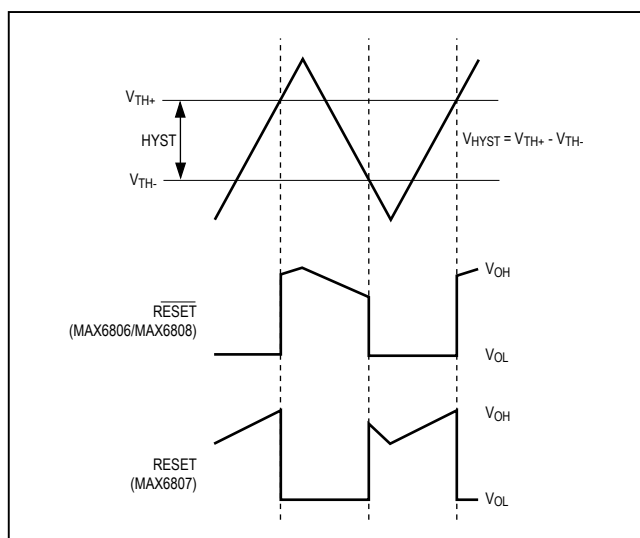 VTH+
HYST
VHYST = VTH+ - VTH-
VTH-
VOH
RESET
(MAX6806/MAX6808)
VOL
VOH
RESET
(MAX6807)
VOL